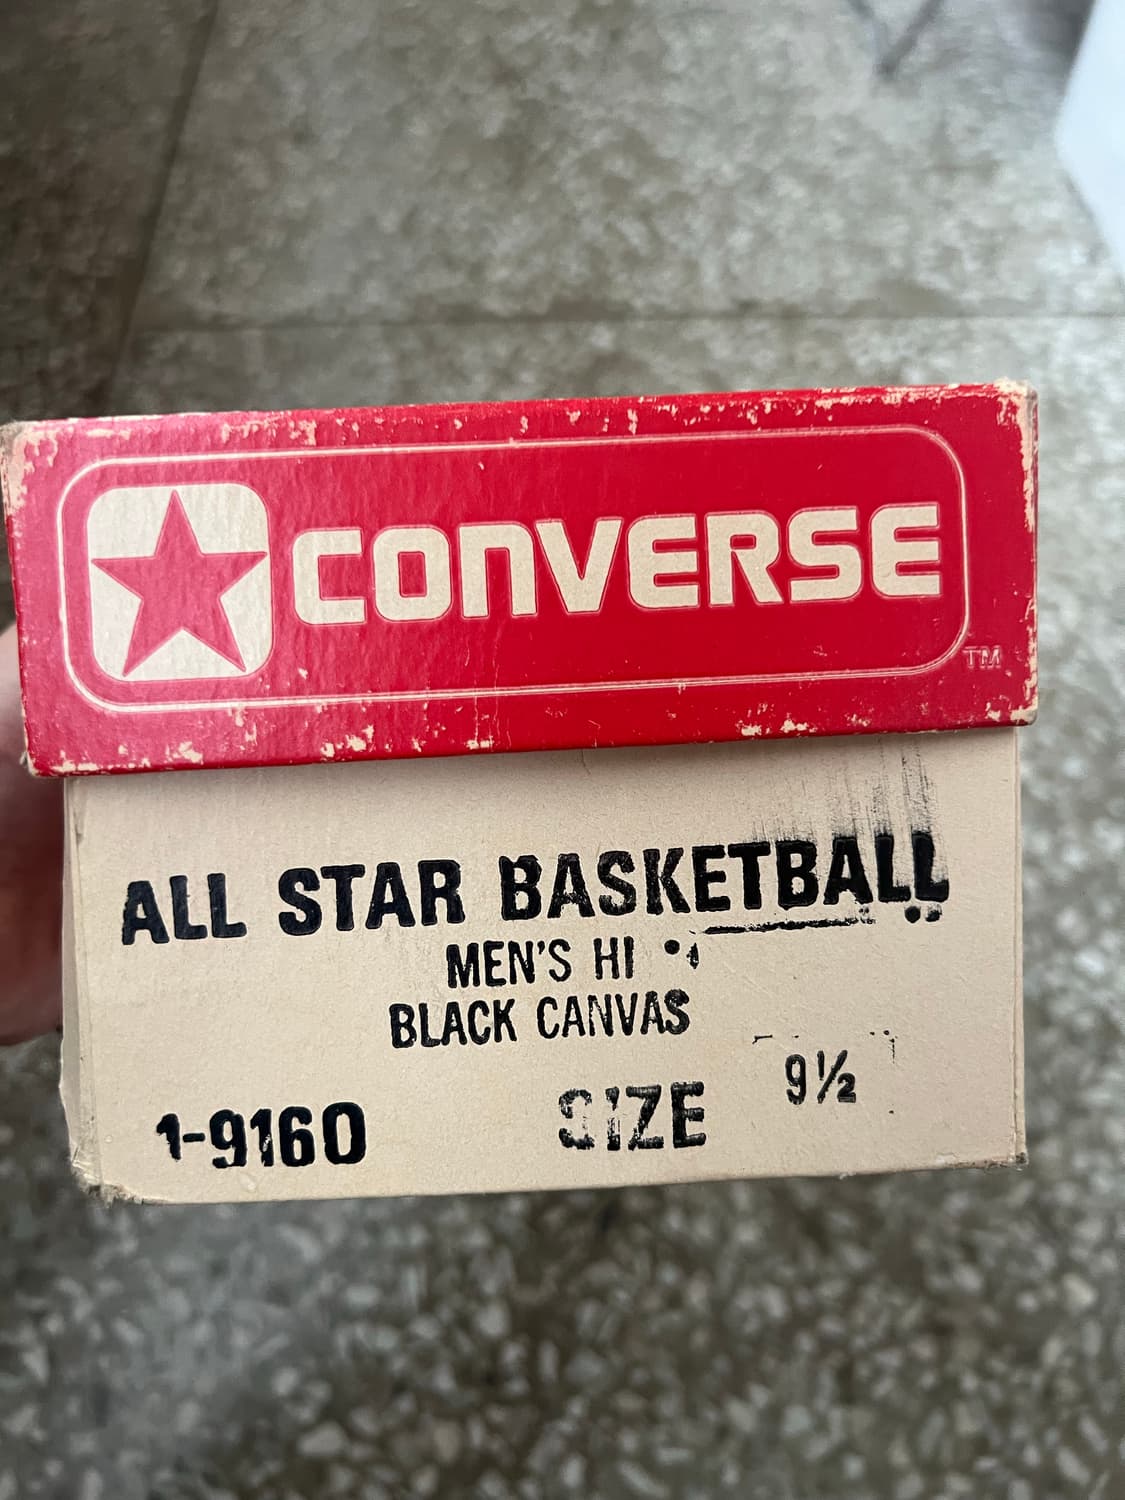 CONVERSE
TM
ALL STAR BASKETBALL
MEN'S HI
BLACK CANVAS
9½
1-9160 SIZE